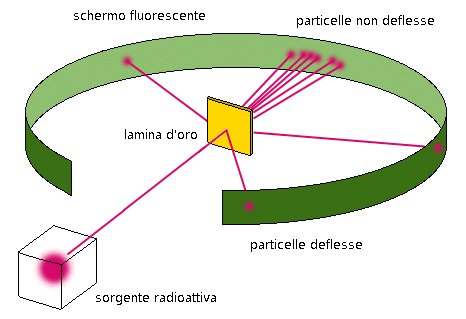 schermo fluorescente
particelle non deflesse
lamina d'oro
particelle deflesse
sorgente radioattiva